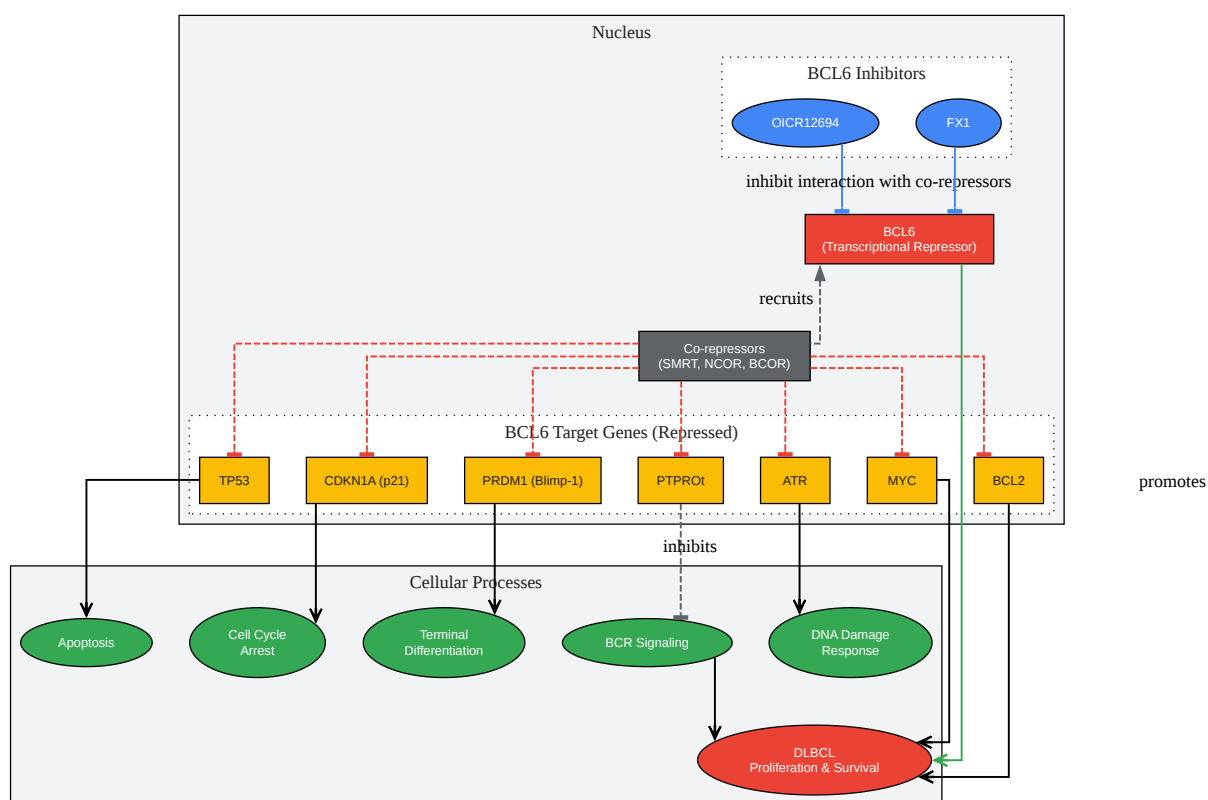 Nucleus
BCL6 Inhibitors
OICR12694
FX1
inhibit interaction with co-repressors
BCL6
(Transcriptional Repressor)
recruits
Co-repressors
(SMRT, NCOR, BCOR)
BCL6 Target Genes (Repressed)
TP53
CDKN1A (p21)
PRDM1 (Blimp-1)
PTPROt
ATR
MYC
BCL2
promotes
inhibits
Cellular Processes
Apoptosis
Cell Cycle
Arrest
Terminal
Differentiation
BCR Signaling
DNA Damage
Response
DLBCL
Proliferation & Survival